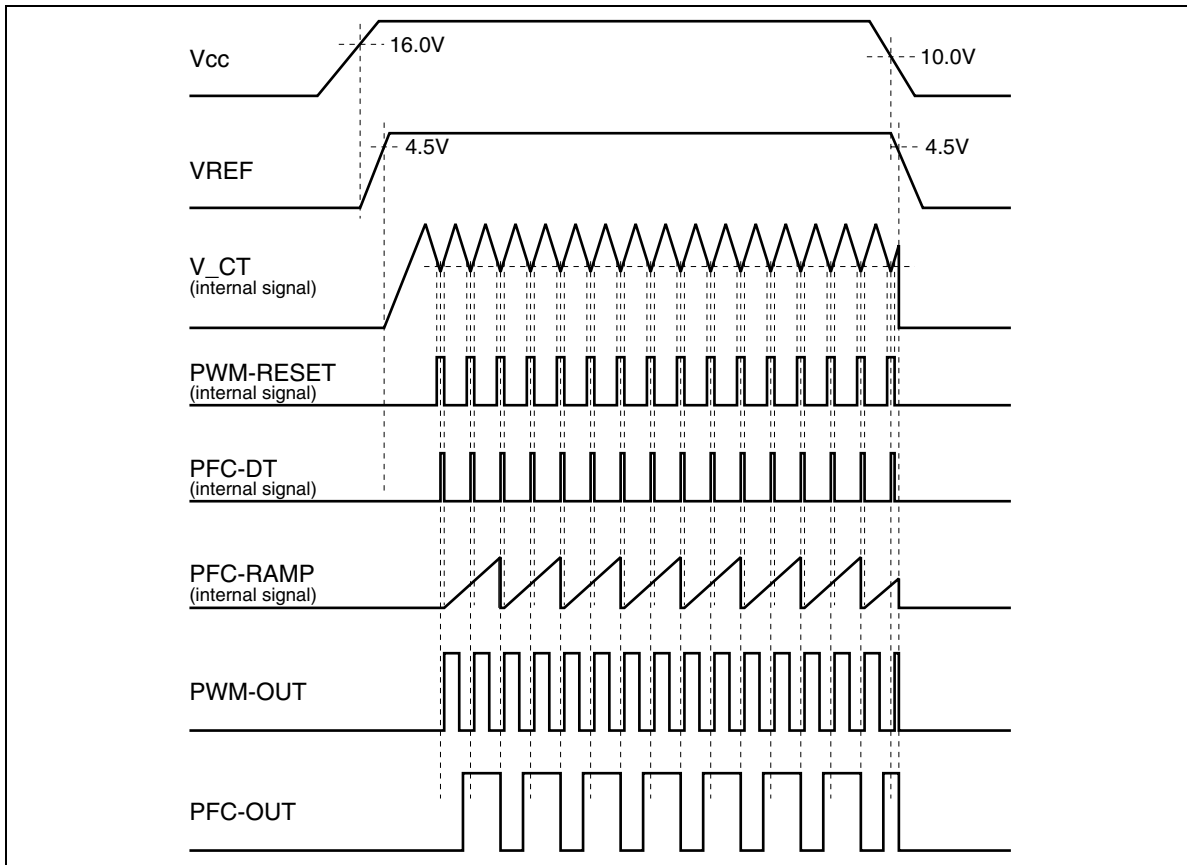 Vcc
16.0V
10.0V
VREF
4.5V
4.5V
V_CT
(internal signal)
PWM-RESET
(internal signal)
PFC-DT
(internal signal)
PFC-RAMP
(internal signal)
PWM-OUT
PFC-OUT